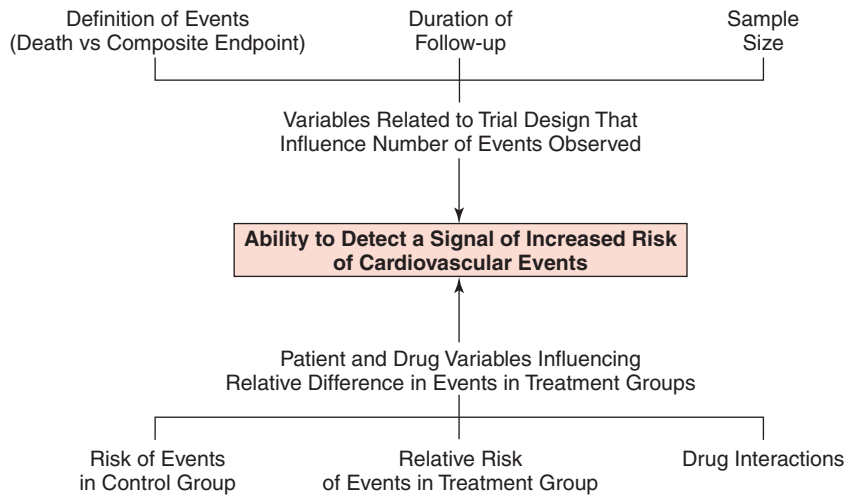 Definition of Events
(Death vs Composite Endpoint)
Duration of
Follow-up
Sample
Size
Variables Related to Trial Design That
Influence Number of Events Observed
Ability to Detect a Signal of Increased Risk
of Cardiovascular Events
Patient and Drug Variables Influencing
Relative Difference in Events in Treatment Groups
Risk of Events
in Control Group
Relative Risk
of Events in Treatment Group
Drug Interactions